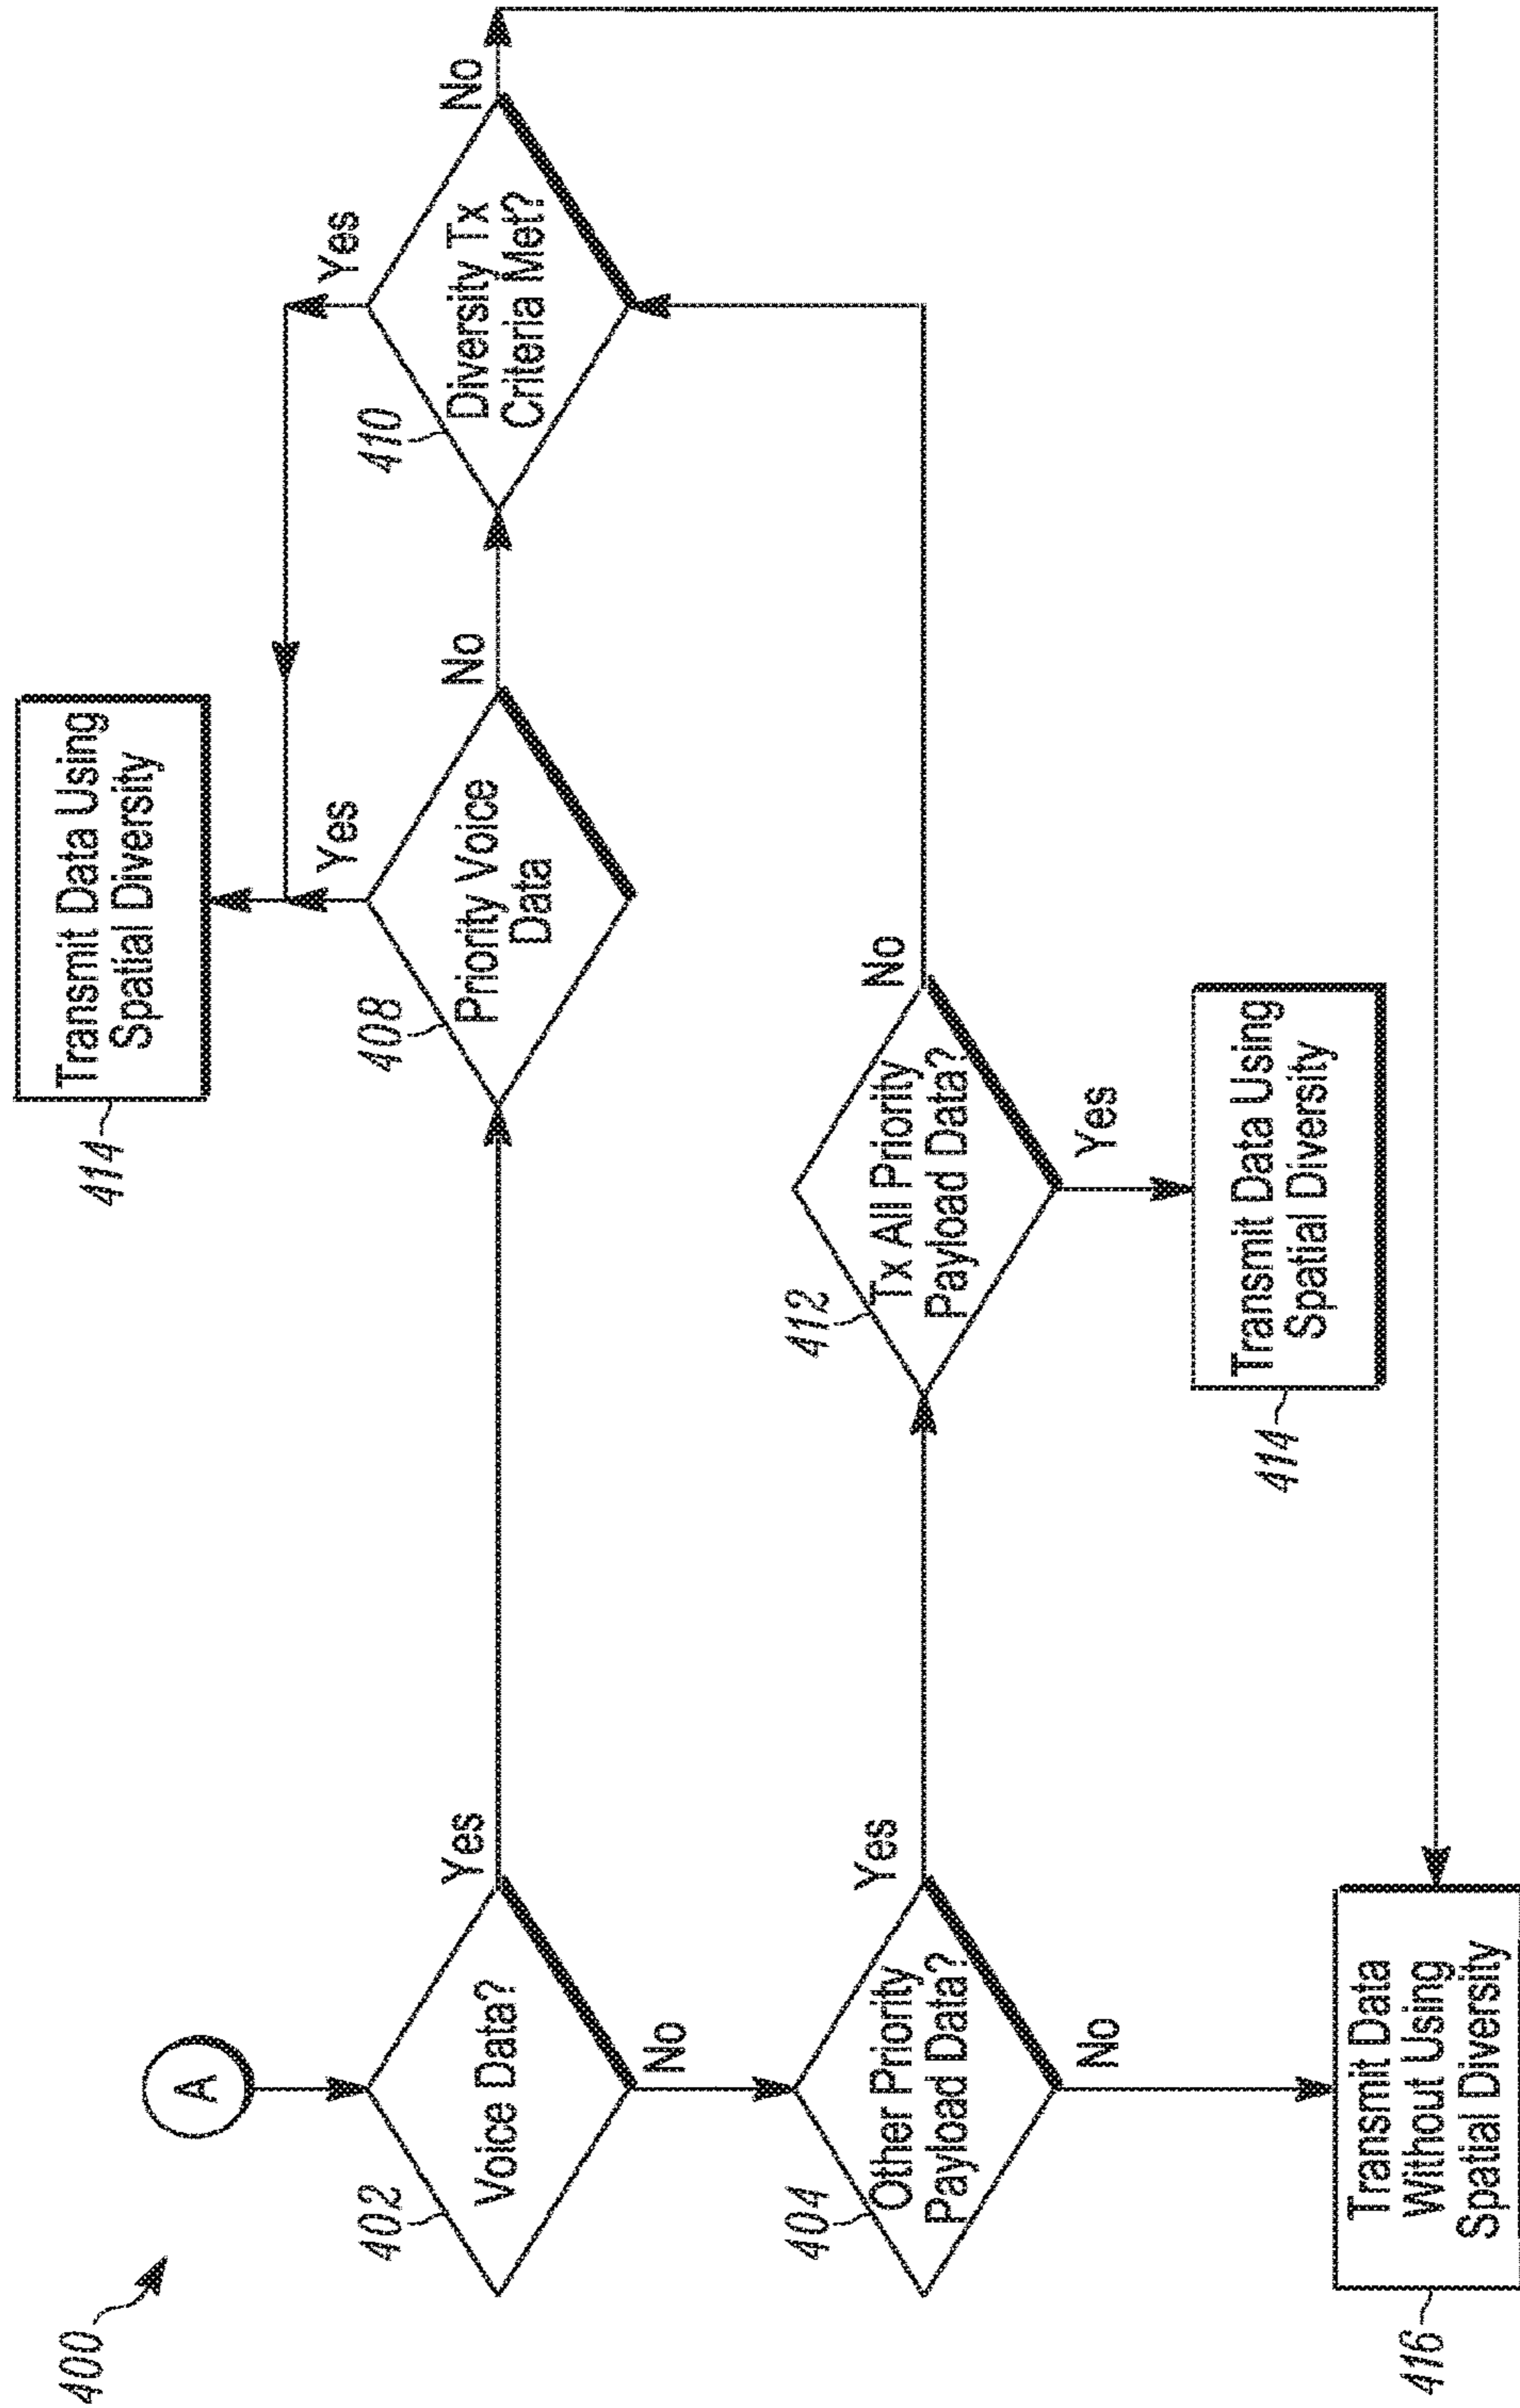 400
A
402
Voice Data?
Yes
No
404
Other Priority
Payload Data?
Yes
No
416
Transmit Data
Without Using
Spatial Diversity
414
Transmit Data Using
Spatial Diversity
408
Priority Voice
Data
Yes
No
412
Tx All Priority
Payload Data?
No
Yes
414
Transmit Data Using
Spatial Diversity
410
Diversity Tx
Criteria Met?
Yes
No